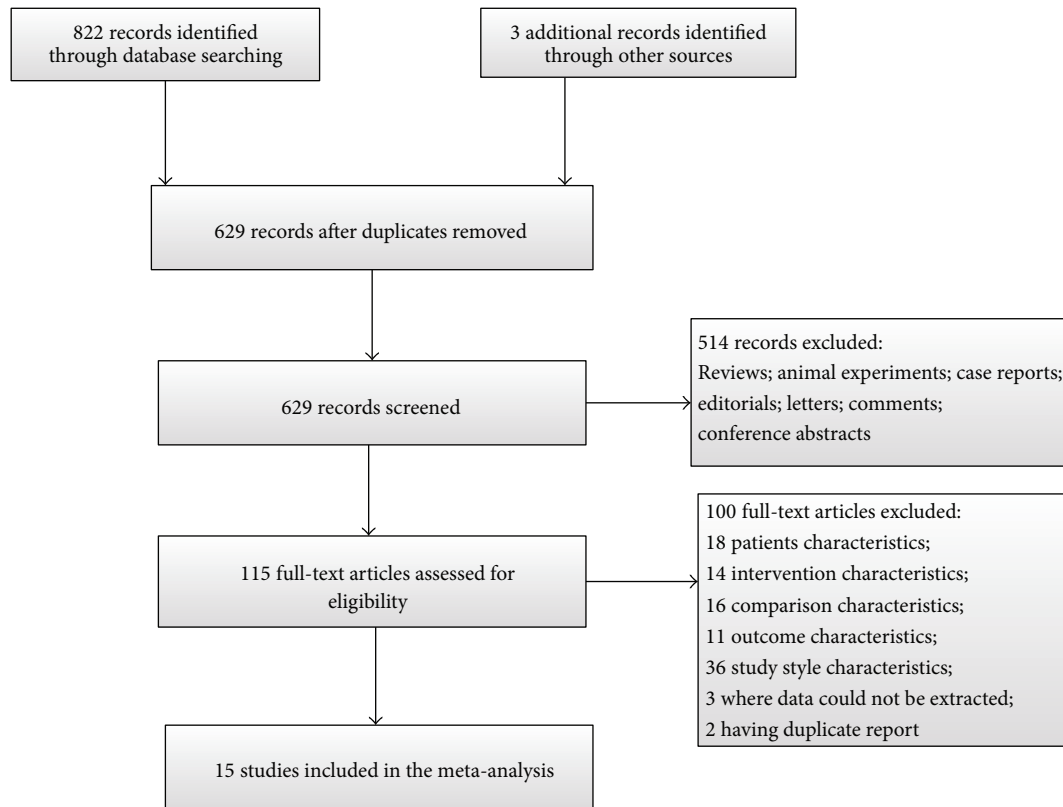 822 records identified
through database searching
3 additional records identified
through other sources
629 records after duplicates removed
629 records screened
514 records excluded:
Reviews; animal experiments; case reports;
editorials; letters; comments;
conference abstracts
115 full-text articles assessed for
eligibility
100 full-text articles excluded:
18 patients characteristics;
14 intervention characteristics;
16 comparison characteristics;
11 outcome characteristics;
36 study style characteristics;
3 where data could not be extracted;
2 having duplicate report
15 studies included in the meta-analysis